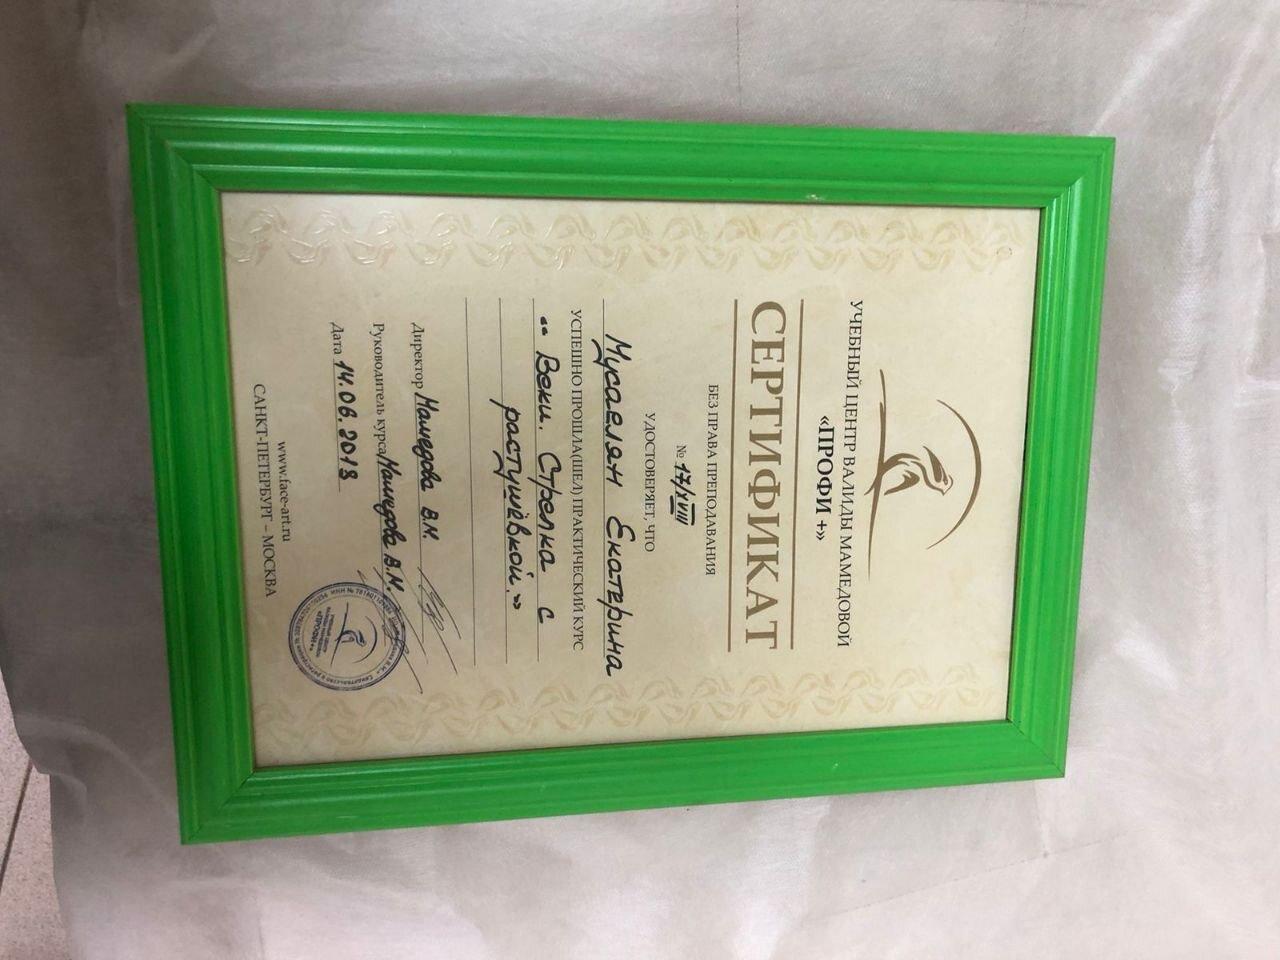 УЧЕБНЫЙ ЦЕНТР ВАЛИДЫ МАМЕДОВОЙ
«ПРОФИ +»
СЕРТИФИКАТ
БЕЗ ПРАВА ПРЕПОДАВАНИЯ
№ 17/XVIII
УДОСТОВЕРЯЕТ, ЧТО
Мусаелян Екатерина
УСПЕШНО ПРОШЛА(ШЕЛ) ПРАКТИЧЕСКИЙ КУРС
“ Веки. Стрелка с
растушёвкой.”
Директор Мамедова В.М.
Руководитель курса Мамедова В.М.
Дата 14.06.2018
www.face-art.ru
САНКТ-ПЕТЕРБУРГ – МОСКВА
«ПРОФИ+»